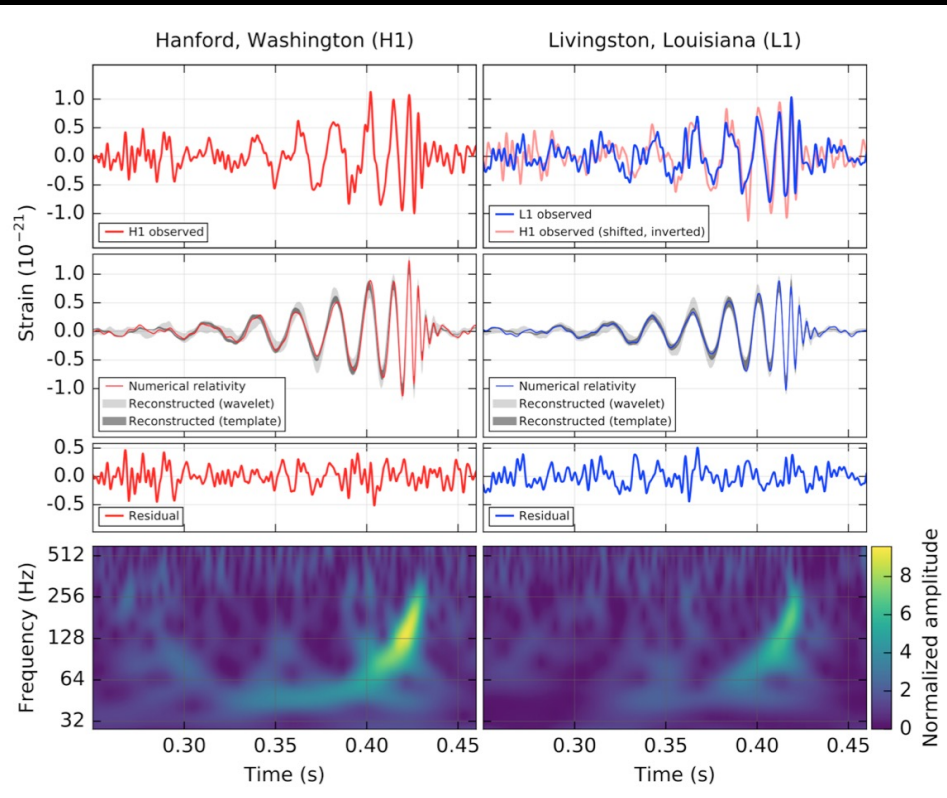 Hanford, Washington (H1)
Livingston, Louisiana (L1)
Strain (10⁻²¹)
1.0
0.5
0.0
-0.5
-1.0
H1 observed
L1 observed
H1 observed (shifted, inverted)
1.0
0.5
0.0
-0.5
-1.0
Numerical relativity
Reconstructed (wavelet)
Reconstructed (template)
Numerical relativity
Reconstructed (wavelet)
Reconstructed (template)
0.5
0.0
-0.5
Residual
Residual
Frequency (Hz)
512
256
128
64
32
0.30
0.35
0.40
0.45
Time (s)
0.30
0.35
0.40
0.45
Time (s)
8
6
4
2
0
Normalized amplitude